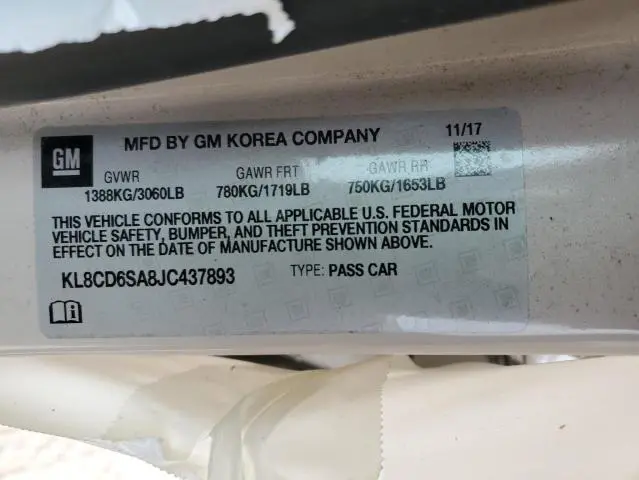 GM
MFD BY GM KOREA COMPANY
11/17
GVWR GAWR FRT GAWR RR
1388KG/3060LB 780KG/1719LB 750KG/1653LB
THIS VEHICLE CONFORMS TO ALL APPLICABLE U.S. FEDERAL MOTOR
VEHICLE SAFETY, BUMPER, AND THEFT PREVENTION STANDARDS IN
EFFECT ON THE DATE OF MANUFACTURE SHOWN ABOVE.
KL8CD6SA8JC437893 TYPE: PASS CAR